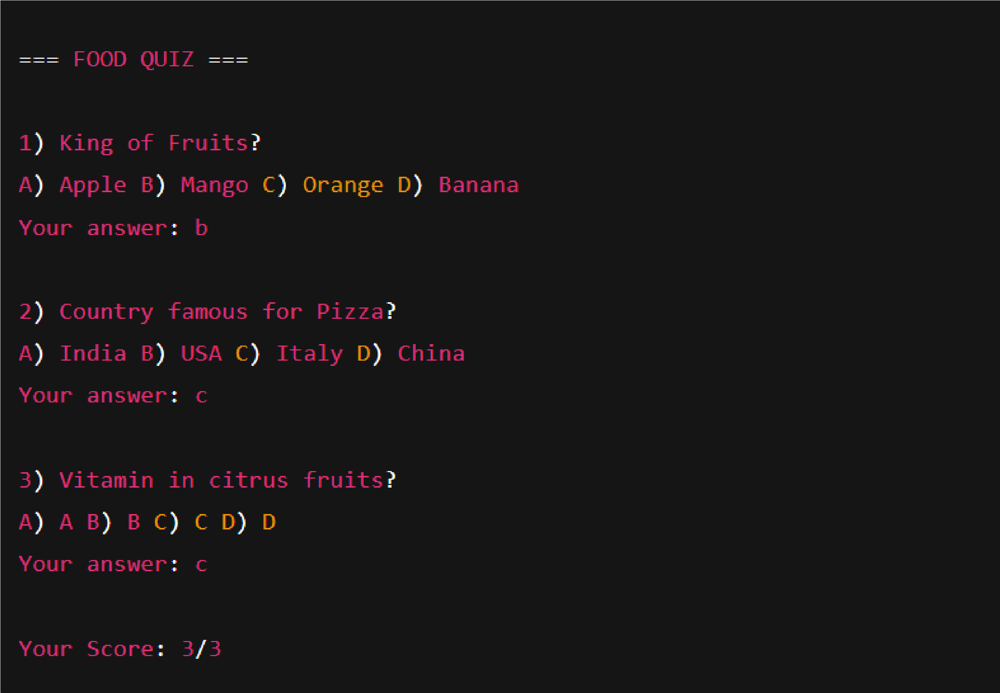 === FOOD QUIZ ===
1) King of Fruits?
A) Apple B) Mango C) Orange D) Banana
Your answer: b
2) Country famous for Pizza?
A) India B) USA C) Italy D) China
Your answer: c
3) Vitamin in citrus fruits?
A) A B) B C) C D) D
Your answer: c
Your Score: 3/3